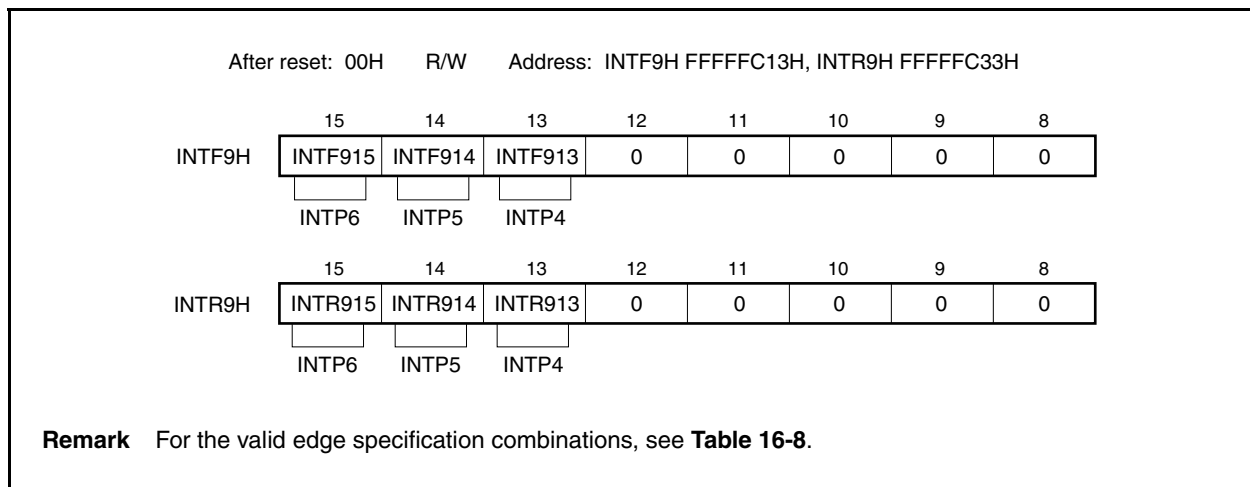 After reset: 00H R/W Address: INTF9H FFFFFC13H, INTR9H FFFFFC33H
15 14 13 12 11 10 9 8
INTF9H INTF915 INTF914 INTF913 0 0 0 0 0
INTP6 INTP5 INTP4
15 14 13 12 11 10 9 8
INTR9H INTR915 INTR914 INTR913 0 0 0 0 0
INTP6 INTP5 INTP4
Remark For the valid edge specification combinations, see Table 16-8.